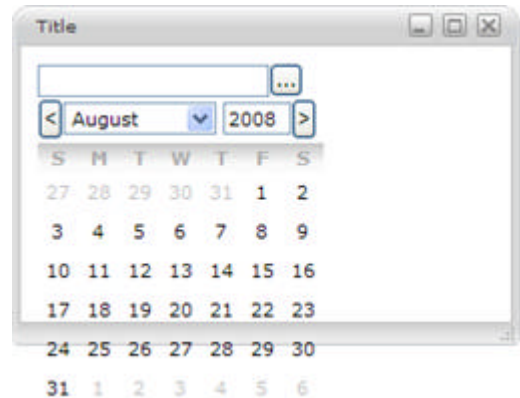 Title
...
< August 2008 >
S M T W T F S
27 28 29 30 31 1 2
3 4 5 6 7 8 9
10 11 12 13 14 15 16
17 18 19 20 21 22 23
24 25 26 27 28 29 30
31 1 2 3 4 5 6